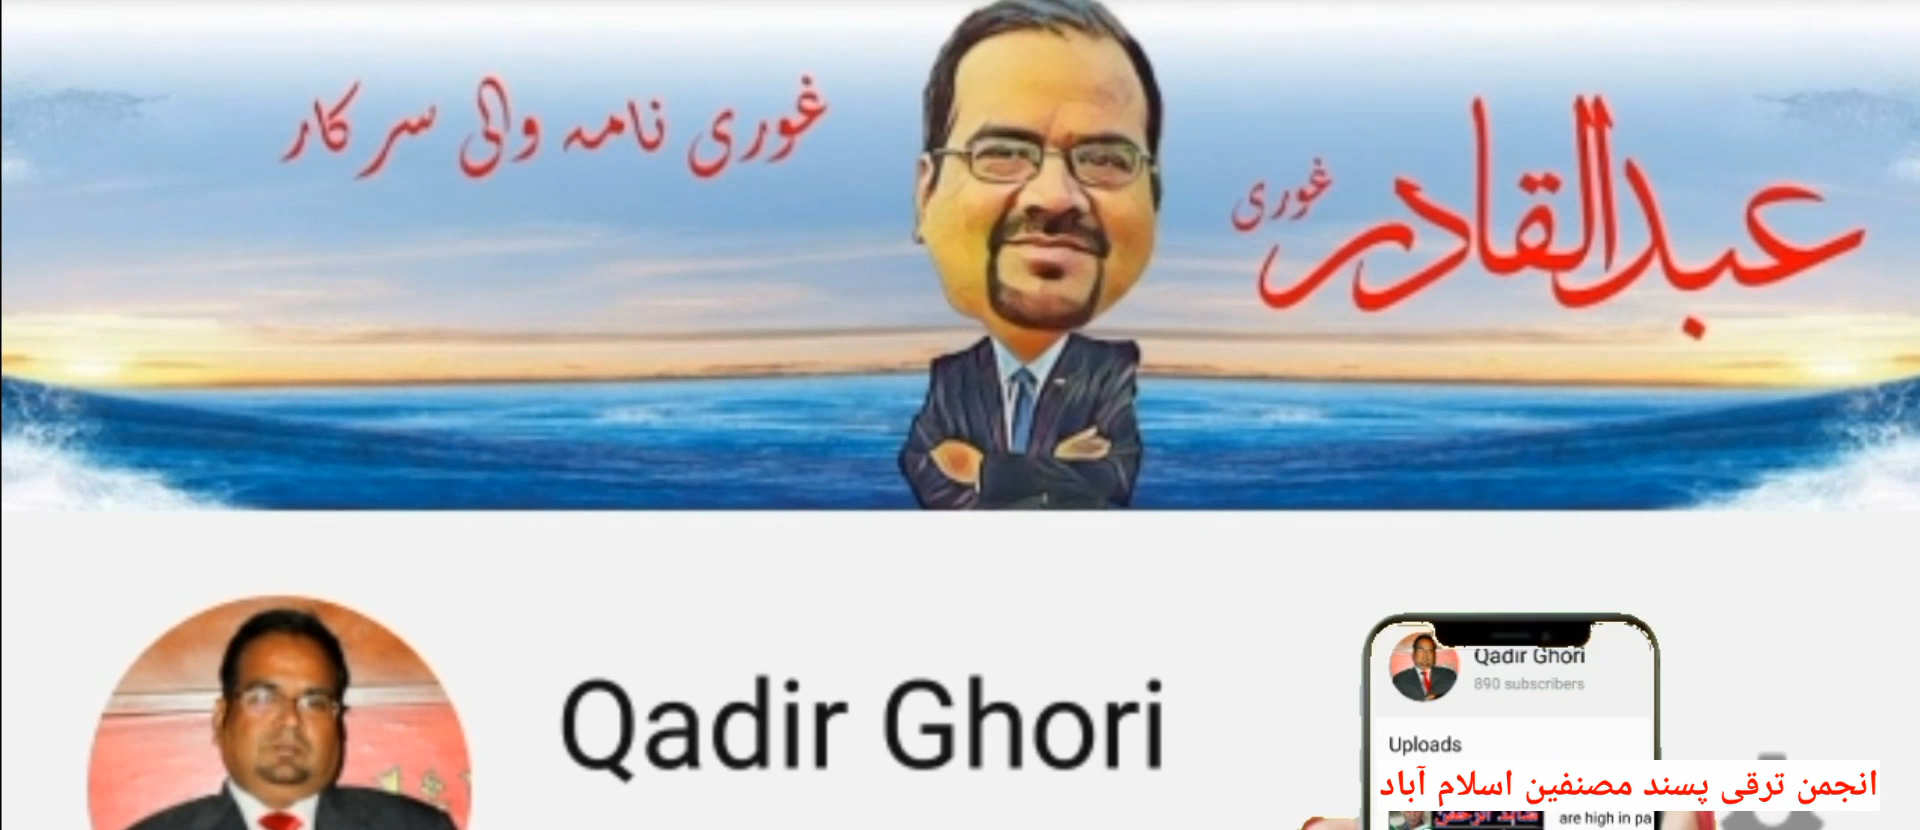 غوری نامہ والی سرکار
عبدالقادر غوری
Qadir Ghori
Qadir Ghori
890 subscribers
Uploads
انجمن ترقی پسند مصنفین اسلام آباد
are high in pa